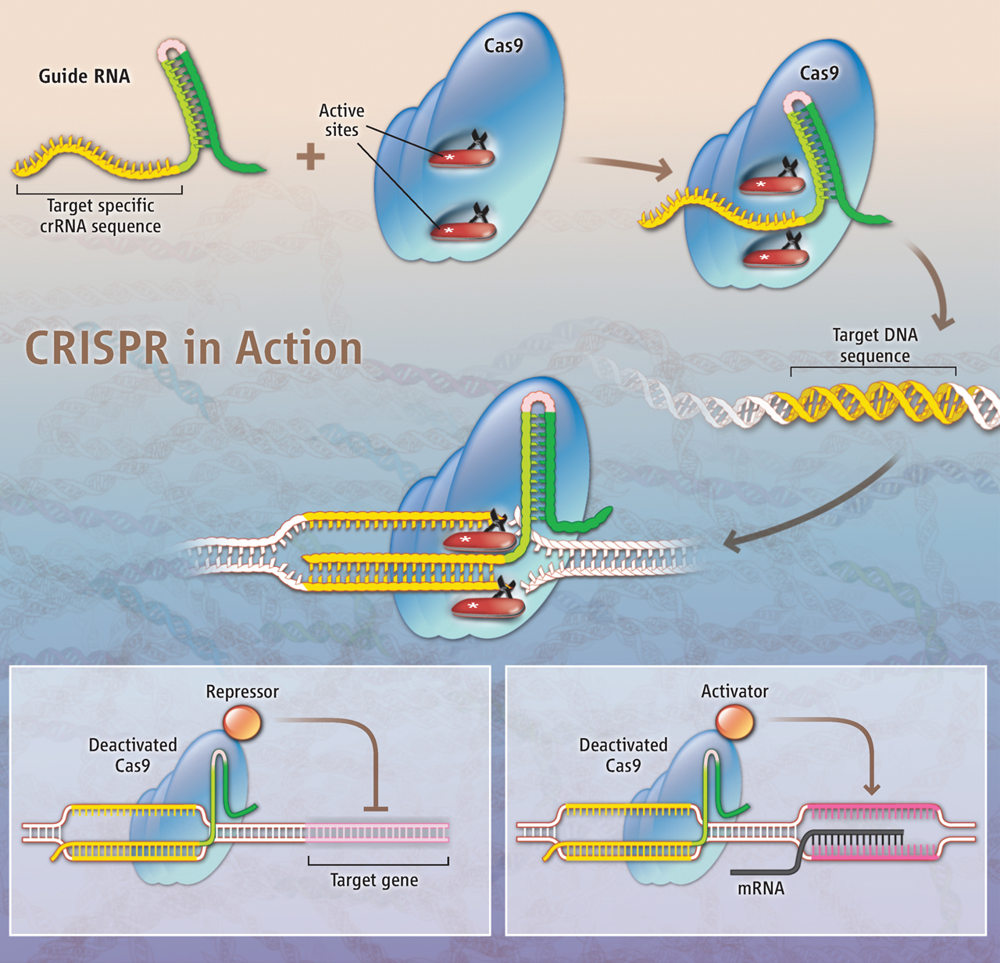 Guide RNA
Target specific
crRNA sequence
Active
sites
Cas9
*
*
Cas9
*
*
CRISPR in Action
Target DNA
sequence
*
*
Repressor
Deactivated
Cas9
Target gene
Activator
Deactivated
Cas9
mRNA